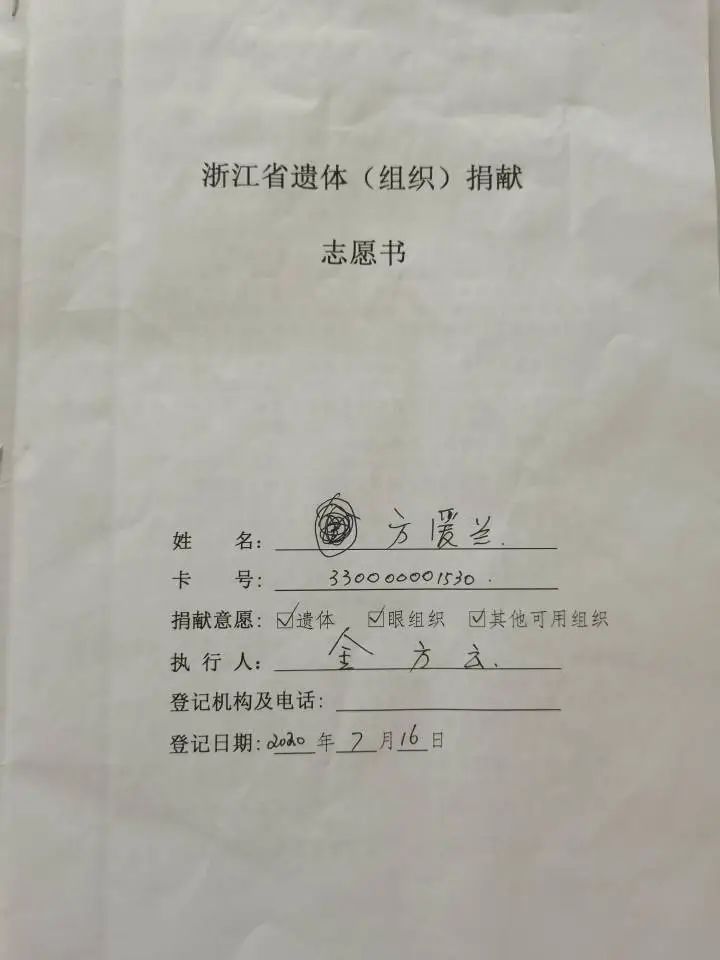 浙江省遗体（组织）捐献
志愿书
姓 名： 方爱兰.
卡 号： 330000001530.
捐献意愿：☑遗体 ☑眼组织 ☑其他可用组织
执 行 人： 金方云.
登记机构及电话：
登记日期：2020年7月16日